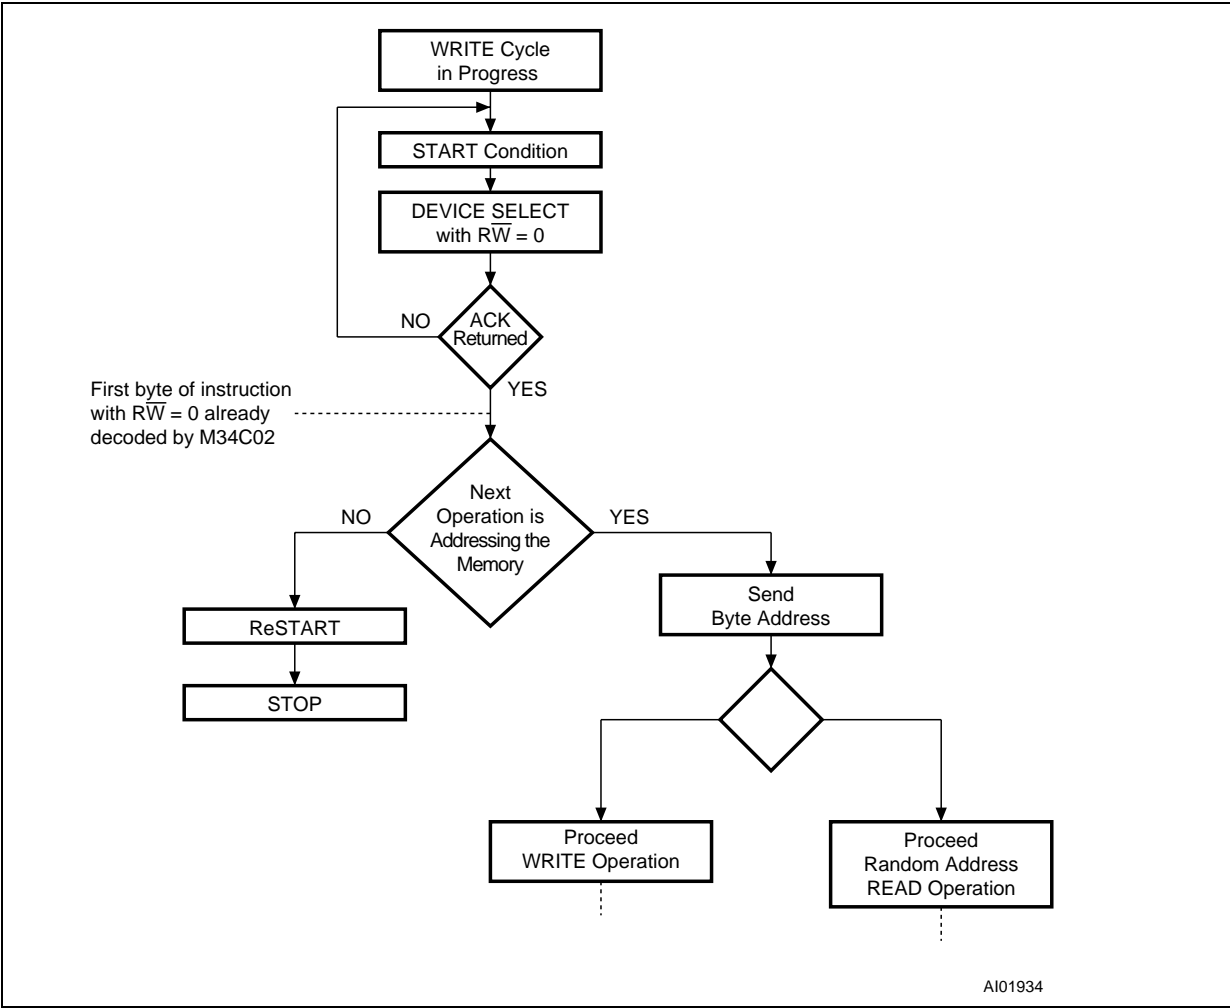 WRITE Cycle
in Progress
START Condition
DEVICE SELECT
with RW̅ = 0
NO
ACK
Returned
YES
First byte of instruction
with RW̅ = 0 already
decoded by M34C02
NO
Next
Operation is
Addressing the
Memory
YES
Send
Byte Address
ReSTART
STOP
Proceed
WRITE Operation
Proceed
Random Address
READ Operation
AI01934